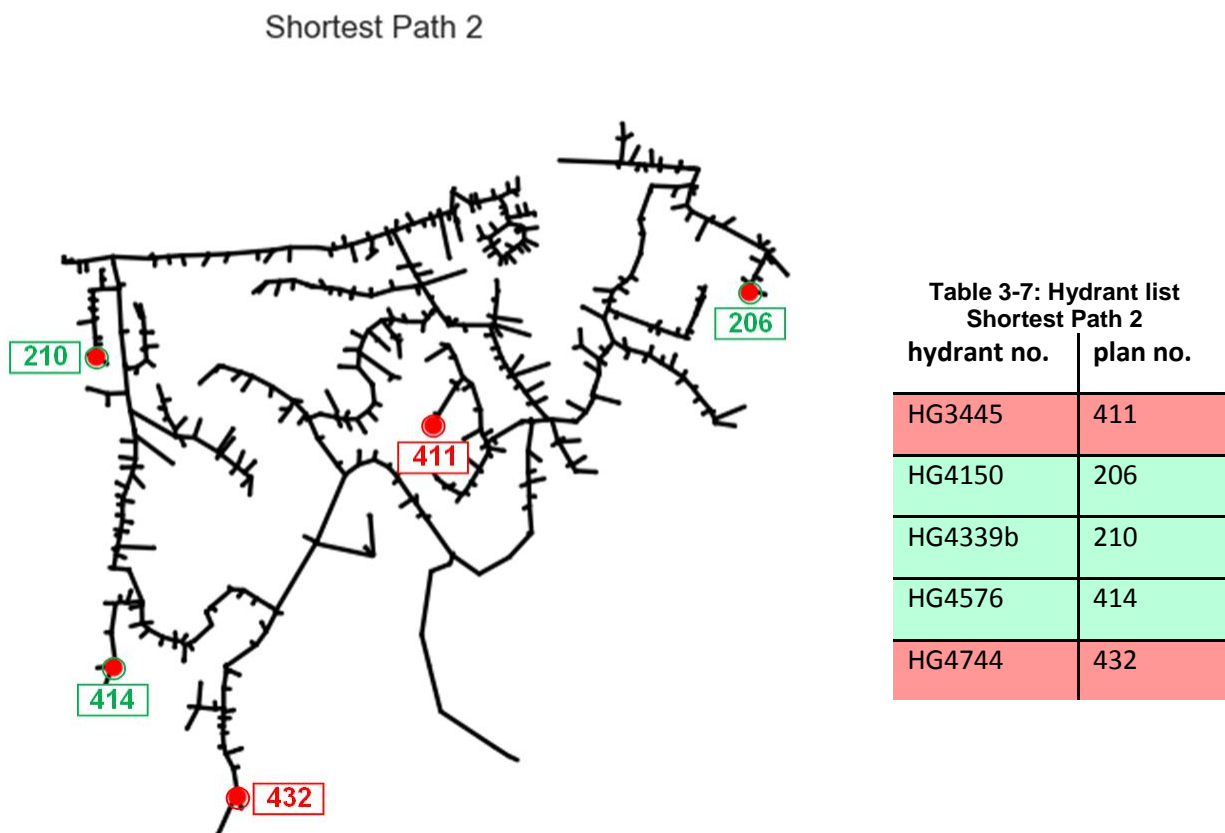 Shortest Path 2
210
206
411
414
432
Table 3-7: Hydrant list
Shortest Path 2
hydrant no. plan no.
HG3445 411
HG4150 206
HG4339b 210
HG4576 414
HG4744 432